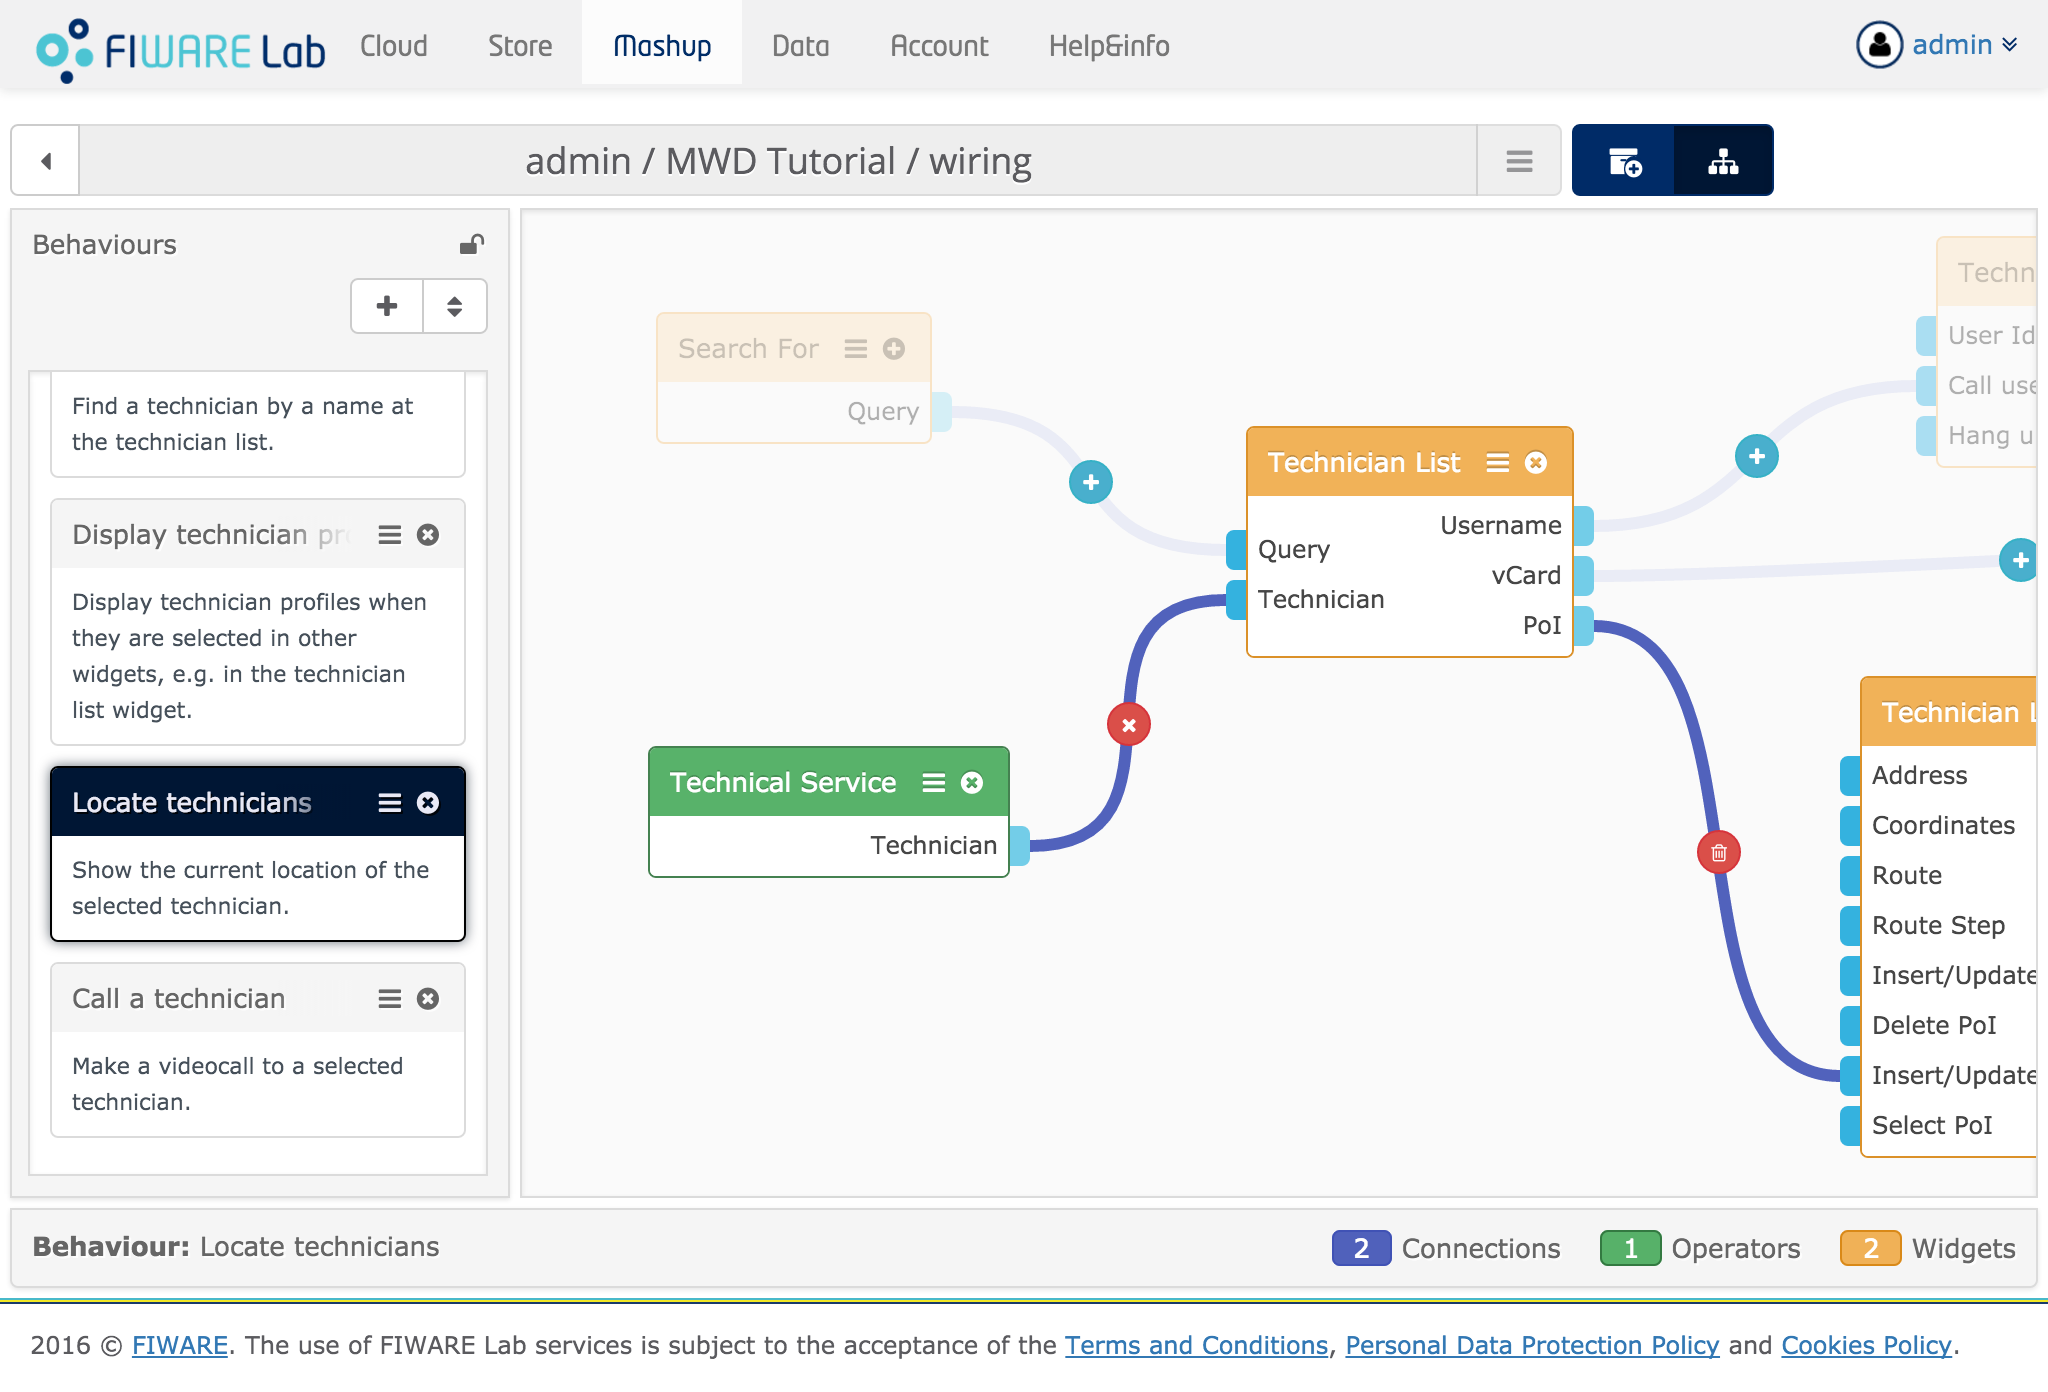 FIWARE Lab
Cloud
Store
Mashup
Data
Account
Help&info
admin
admin / MWD Tutorial / wiring
Behaviours
Find a technician by a name at
the technician list.
Display technician pro
Display technician profiles when
they are selected in other
widgets, e.g. in the technician
list widget.
Locate technicians
Show the current location of the
selected technician.
Call a technician
Make a videocall to a selected
technician.
Search For
Query
Technician List
Username
Query
vCard
Technician
PoI
Techn
User Id
Call use
Hang u
Technical Service
Technician
Technician L
Address
Coordinates
Route
Route Step
Insert/Update
Delete PoI
Insert/Update
Select PoI
Behaviour: Locate technicians
2 Connections
1 Operators
2 Widgets
2016 © FIWARE. The use of FIWARE Lab services is subject to the acceptance of the Terms and Conditions, Personal Data Protection Policy and Cookies Policy.